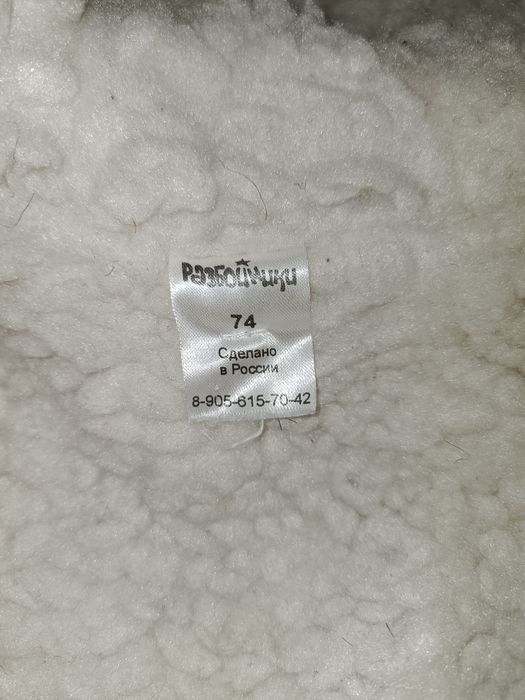 Разбойники
74
Сделано
в России
8-905-615-70-42